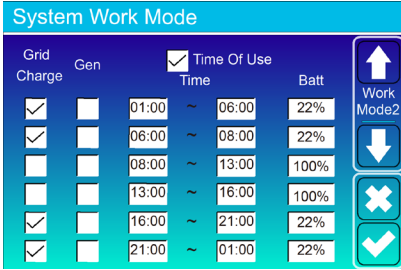 System Work Mode
Grid Charge
Gen
Time Of Use
Time
Batt
Work Mode2
01:00 ~ 06:00 22%
06:00 ~ 08:00 22%
08:00 ~ 13:00 100%
13:00 ~ 16:00 100%
16:00 ~ 21:00 22%
21:00 ~ 01:00 22%